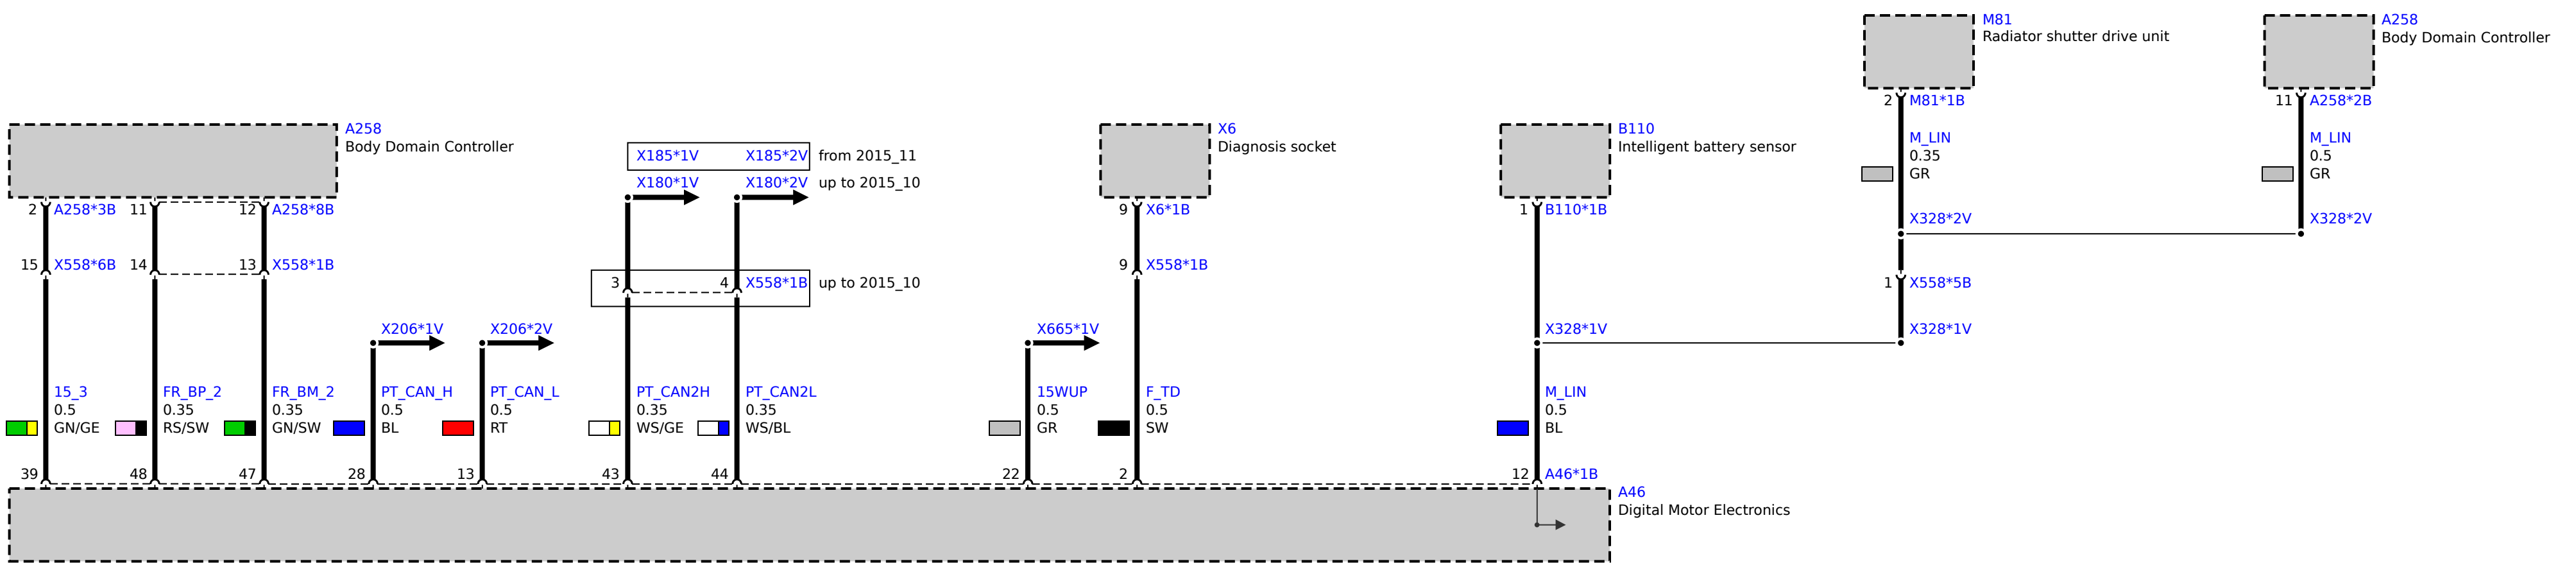 M81
Radiator shutter drive unit
A258
Body Domain Controller
2 M81*1B
11 A258*2B
A258
Body Domain Controller
X6
Diagnosis socket
B110
Intelligent battery sensor
M_LIN
0.35
GR
M_LIN
0.5
GR
X185*1V X185*2V from 2015_11
X180*1V X180*2V up to 2015_10
2 A258*3B 11 12 A258*8B
9 X6*1B
1 B110*1B
X328*2V
X328*2V
15 X558*6B 14 13 X558*1B
9 X558*1B
3 4 X558*1B up to 2015_10
1 X558*5B
X206*1V
X206*2V
X665*1V
X328*1V
X328*1V
15_3
0.5
GN/GE
FR_BP_2
0.35
RS/SW
FR_BM_2
0.35
GN/SW
PT_CAN_H
0.5
BL
PT_CAN_L
0.5
RT
PT_CAN2H
0.35
WS/GE
PT_CAN2L
0.35
WS/BL
15WUP
0.5
GR
F_TD
0.5
SW
M_LIN
0.5
BL
39 48 47 28 13 43 44 22 2 12 A46*1B
A46
Digital Motor Electronics